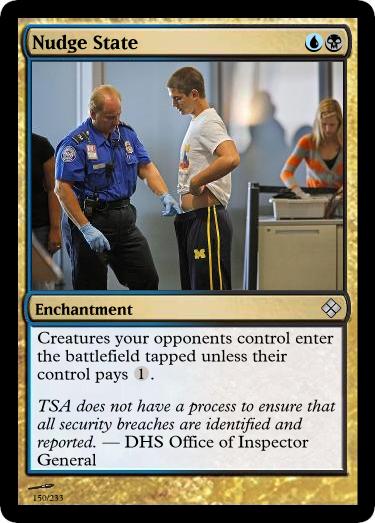 Nudge State
M
Enchantment
Creatures your opponents control enter
the battlefield tapped unless their
control pays 1 .
TSA does not have a process to ensure that
all security breaches are identified and
reported. — DHS Office of Inspector
General
150/233